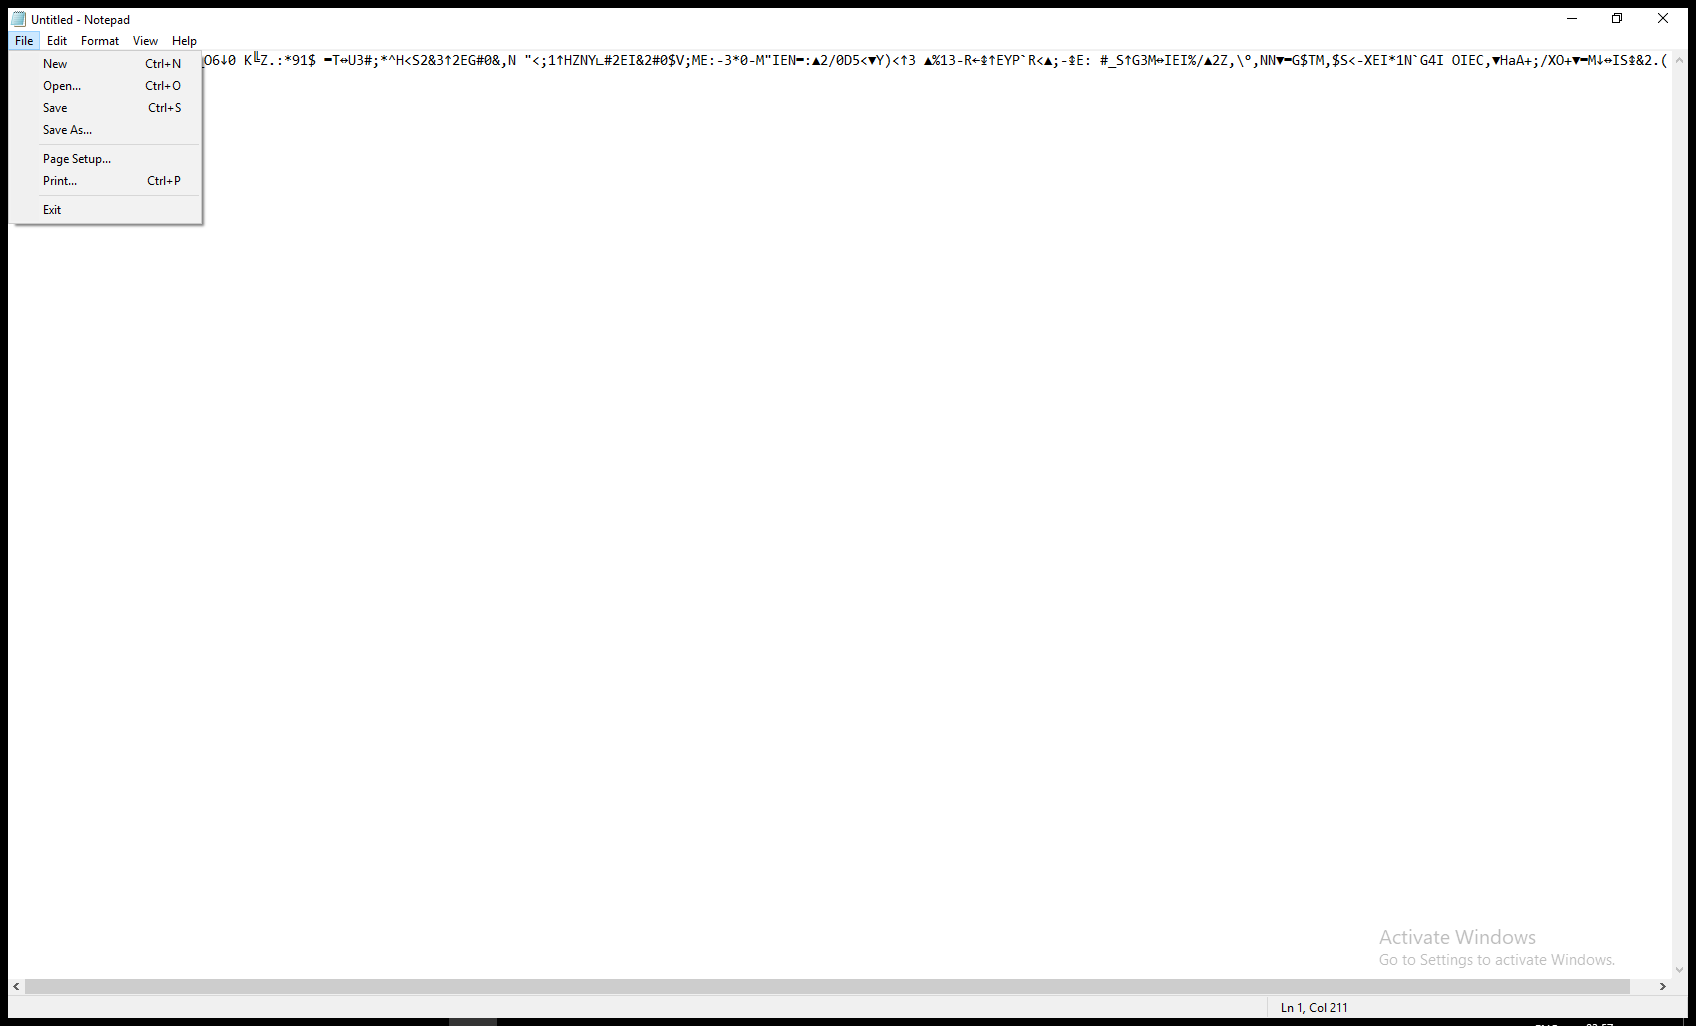 Untitled - Notepad
File Edit Format View Help
O6↓0 K╚Z.:*91$ ━T↔U3#;*^H<S2&3↑2EG#0&,N "<;1↑HZNY∟#2EI&2#0$V;ME:-3*0-M"IEN━:▲2/0D5<▼Y)<↑3 ▲%13-R←↨↑EYP`R<▲;-↨E: #_S↑G3M↔IEI%/▲2Z,\°,NN▼━G$TM,$S<-XEI*1N`G4I OIEC,▼HaA+;/XO+▼━M↓↔IS↨&2.(
New Ctrl+N
Open... Ctrl+O
Save Ctrl+S
Save As...
Page Setup...
Print... Ctrl+P
Exit
Activate Windows
Go to Settings to activate Windows.
Ln 1, Col 211